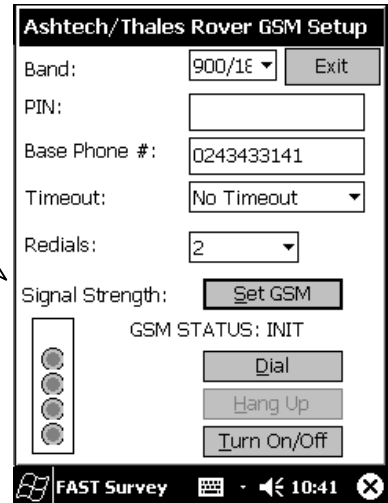 Ashtech/Thales Rover GSM Setup
Band: 900/18 Exit
PIN:
Base Phone #: 0243433141
Timeout: No Timeout
Redials: 2
Signal Strength: Set GSM
GSM STATUS: INIT
Dial
Hang Up
Turn On/Off
FAST Survey 10:41